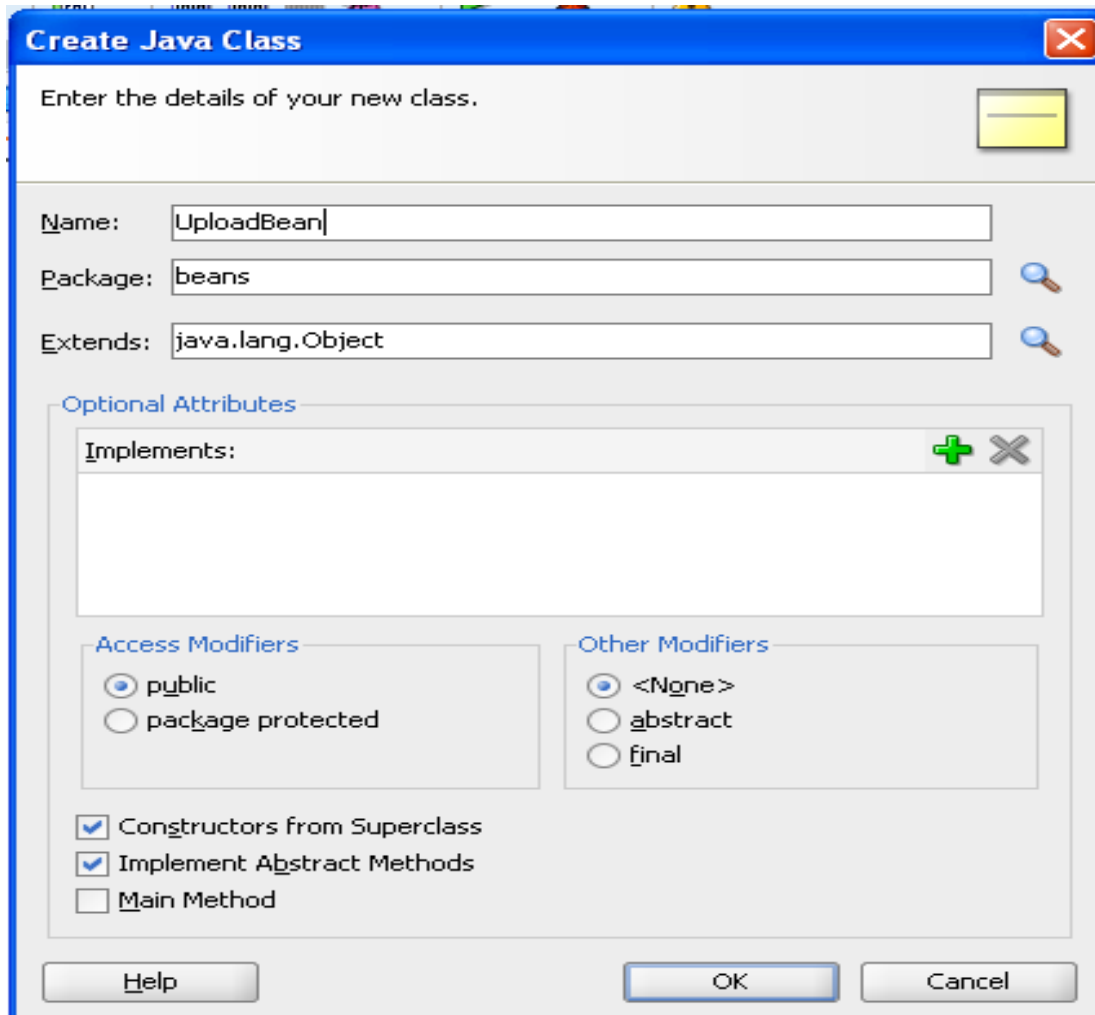 Create Java Class
Enter the details of your new class.
Name: UploadBean
Package: beans
Extends: java.lang.Object
Optional Attributes
Implements:
Access Modifiers
public
package protected
Other Modifiers
<None>
abstract
final
Constructors from Superclass
Implement Abstract Methods
Main Method
Help OK Cancel